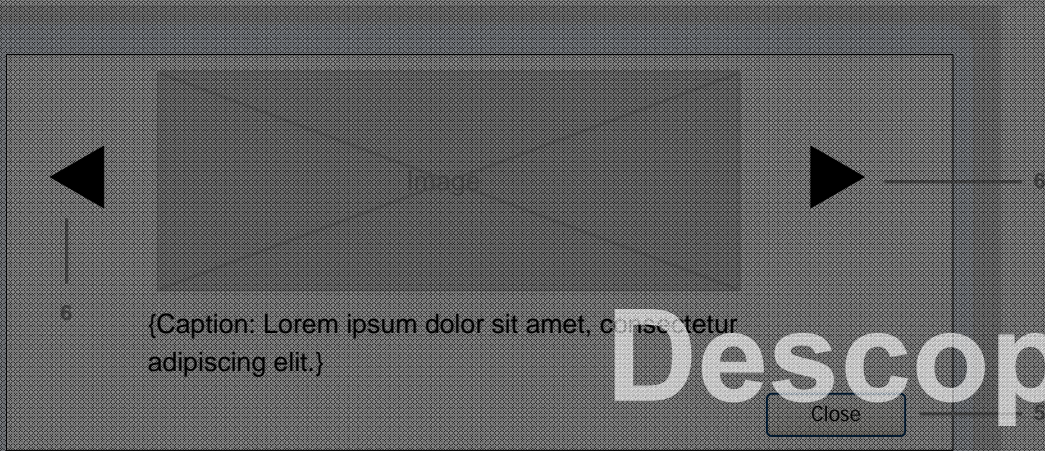 Image
6
6
{Caption: Lorem ipsum dolor sit amet, consectetur
adipiscing elit.}
Descop
Close
5